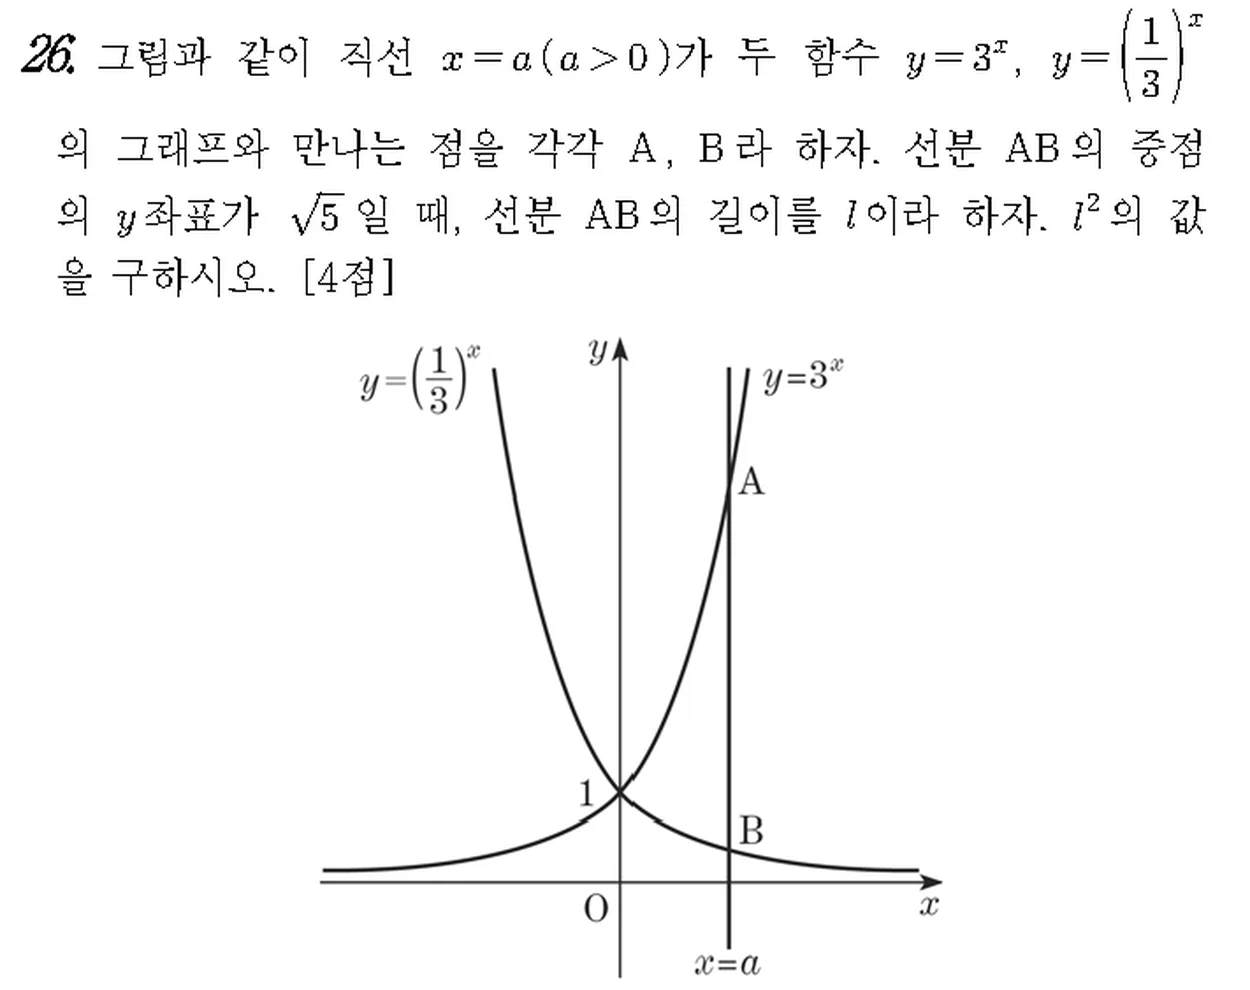 26. 그림과 같이 직선 x=a(a>0)가 두 함수 y=3^x, y=(1/3)^x
의 그래프와 만나는 점을 각각 A, B라 하자. 선분 AB의 중점
의 y좌표가 √5일 때, 선분 AB의 길이를 l이라 하자. l²의 값
을 구하시오. [4점]
y=(1/3)^x
y
y=3^x
A
1
B
O
x
x=a